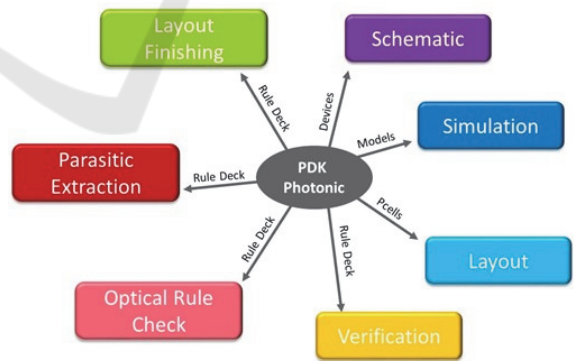 Layout
Finishing
Schematic
Rule Deck
Devices
Simulation
Models
PDK
Photonic
Parasitic
Extraction
Rule Deck
Pcells
Rule Deck
Rule Deck
Layout
Optical Rule
Check
Verification